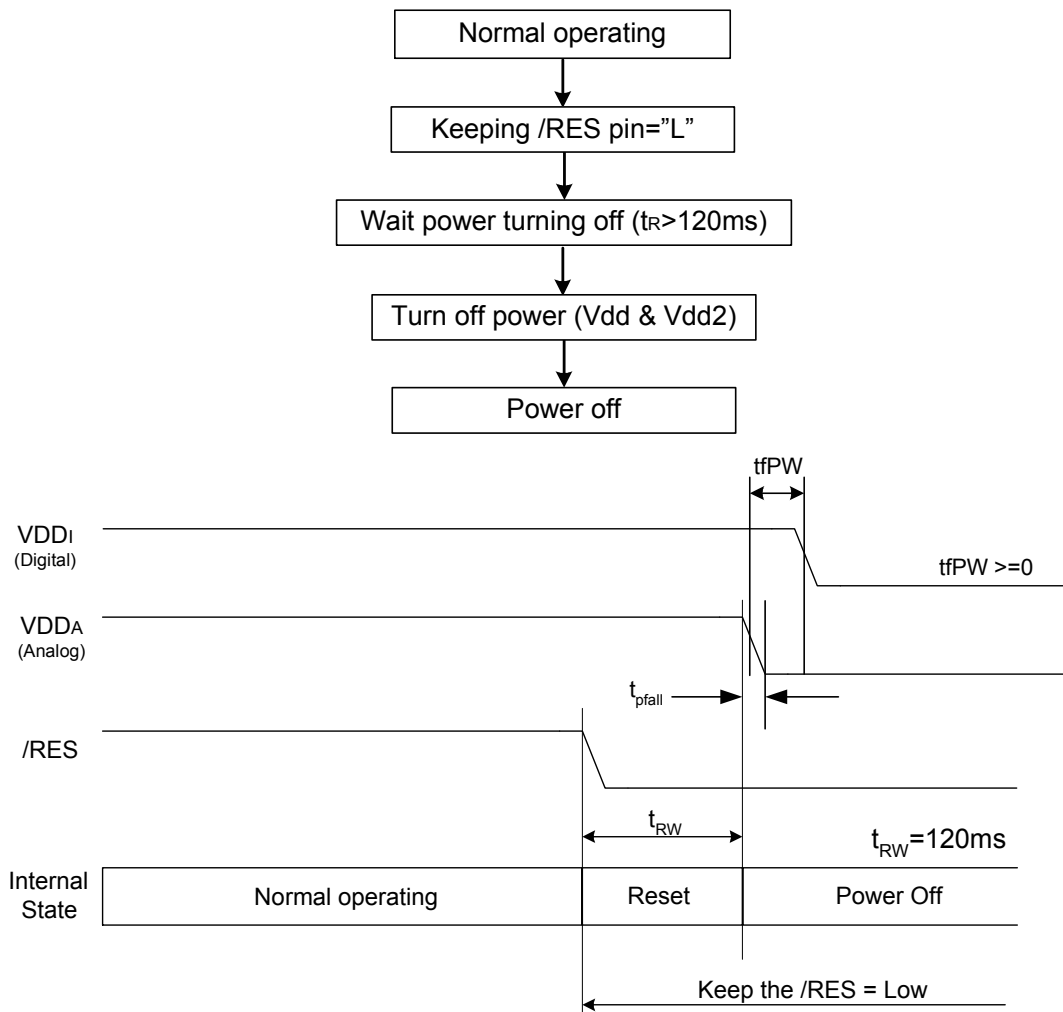 Normal operating
Keeping /RES pin=”L”
Wait power turning off (tR>120ms)
Turn off power (Vdd & Vdd2)
Power off
tfPW
VDDI
(Digital)
tfPW >=0
VDDA
(Analog)
tpfall
/RES
tRW
tRW=120ms
Internal
State
Normal operating
Reset
Power Off
Keep the /RES = Low